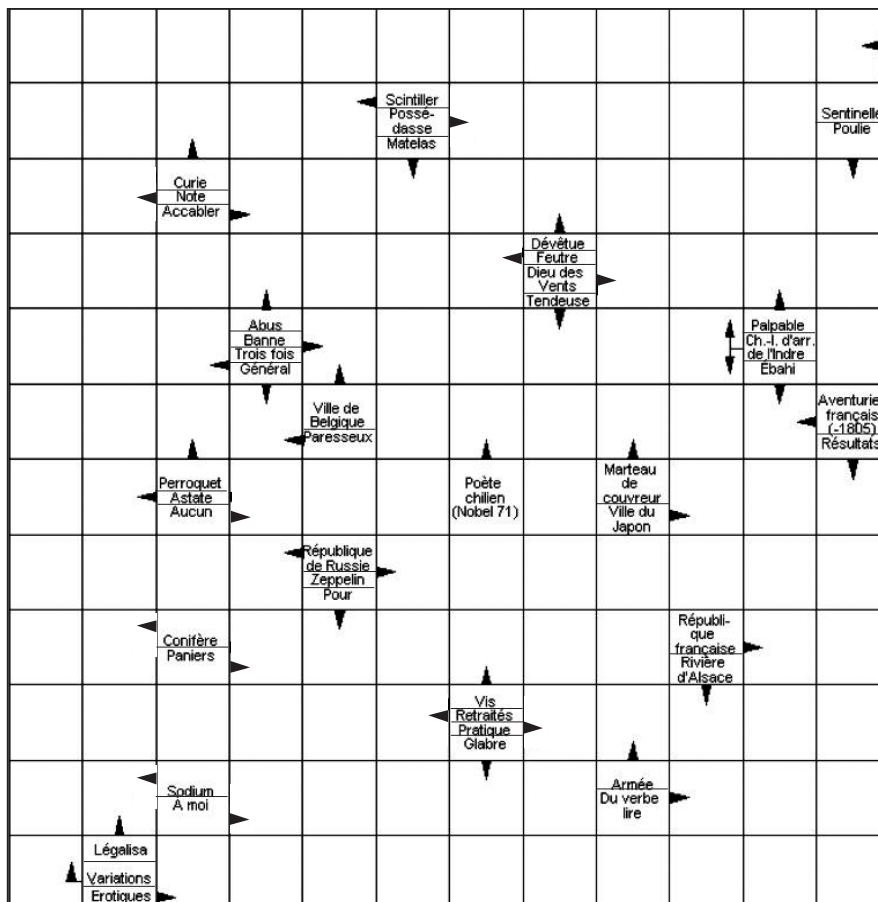 Scintiller
Possé-
dasse
Matelas
Sentinelle
Poulie
Curie
Note
Accabler
Dévêtue
Feutre
Dieu des
Vents
Tendeuse
Abus
Banne
Trois fois
Général
Palpable
Ch.-l. d'arr.
de l'Indre
Ébahi
Ville de
Belgique
Paresseux
Aventurier
français
(-1805)
Résultats
Perroquet
Astate
Aucun
Poète
chilien
(Nobel 71)
Marteau
de
couvreur
Ville du
Japon
République
de Russie
Zeppelin
Pour
Conifère
Paniers
Républi-
que
française
Rivière
d'Alsace
Vis
Retraités
Pratique
Glabre
Sodium
A moi
Armée
Du verbe
lire
Légalisa
Variations
Erotiques